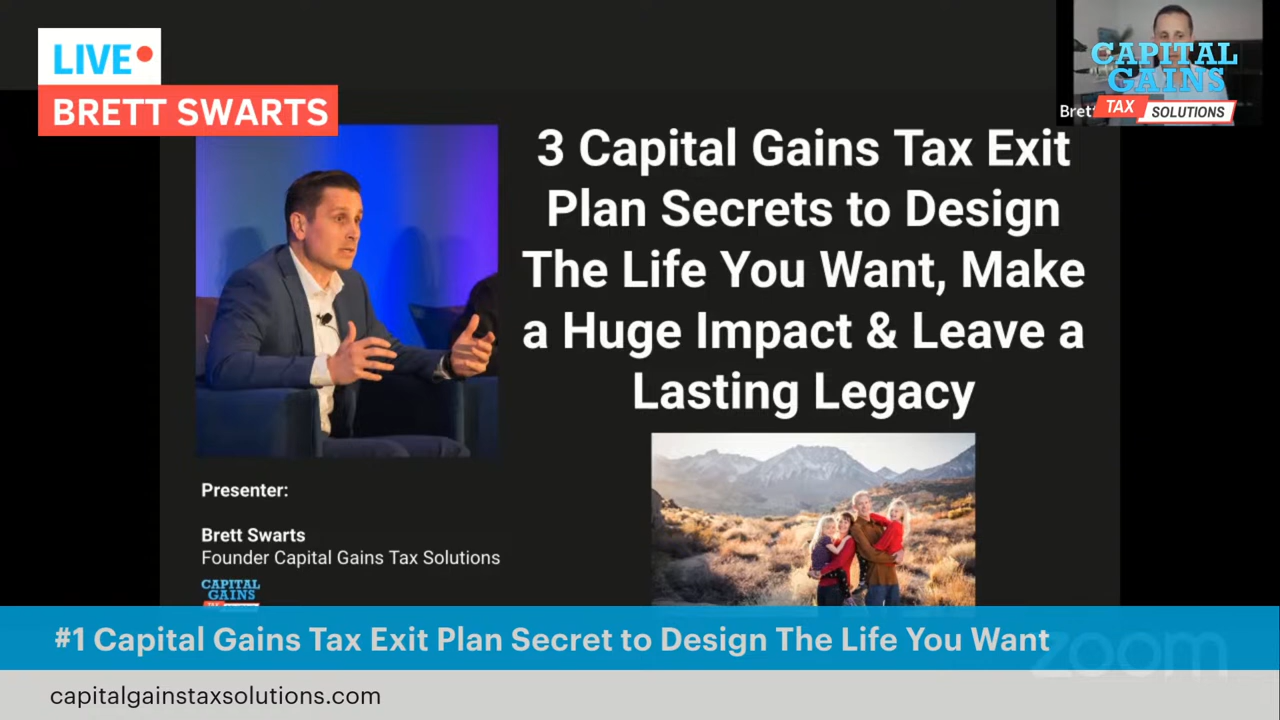 LIVE
BRETT SWARTS
CAPITAL
GAINS
Brett
TAX
SOLUTIONS
3 Capital Gains Tax Exit
Plan Secrets to Design
The Life You Want, Make
a Huge Impact & Leave a
Lasting Legacy
Presenter:
Brett Swarts
Founder Capital Gains Tax Solutions
CAPITAL
GAINS
#1 Capital Gains Tax Exit Plan Secret to Design The Life You Want
zoom
capitalgainstaxsolutions.com